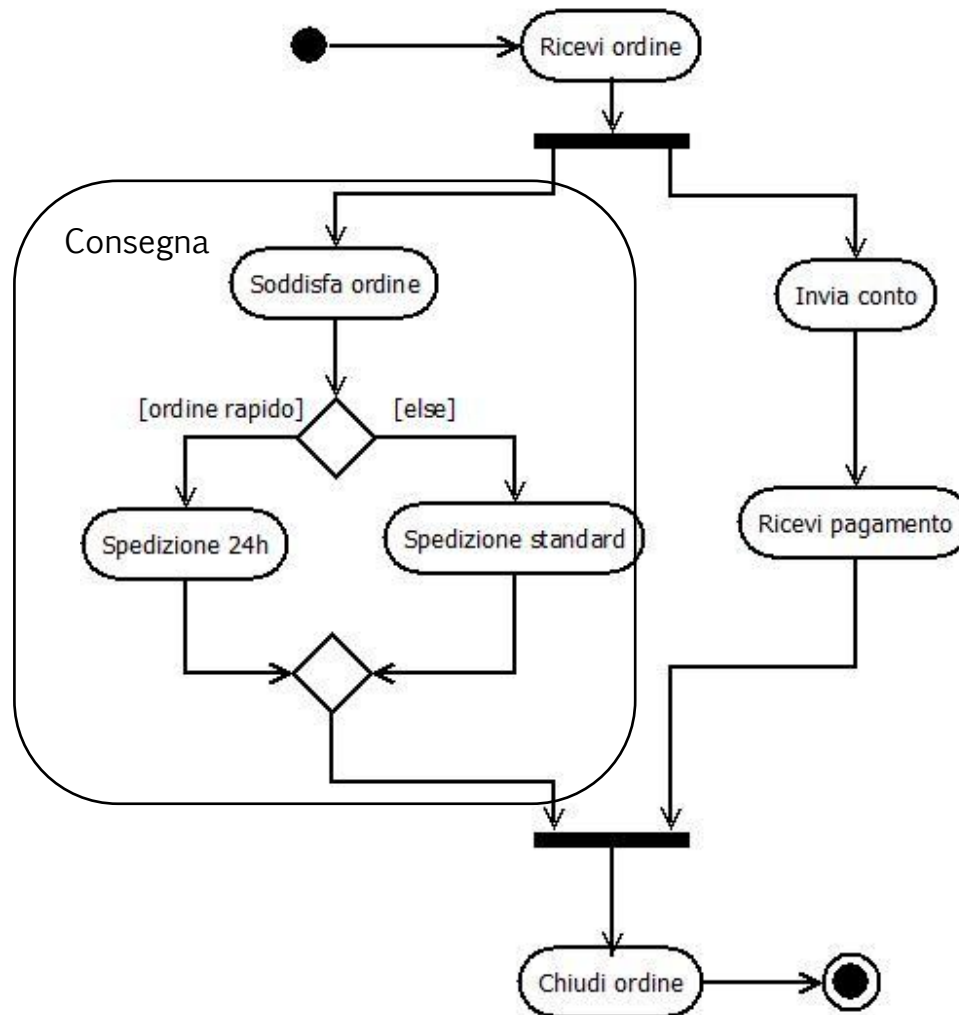 Ricevi ordine
Consegna
Soddisfa ordine
Invia conto
[ordine rapido]
[else]
Spedizione 24h
Spedizione standard
Ricevi pagamento
Chiudi ordine